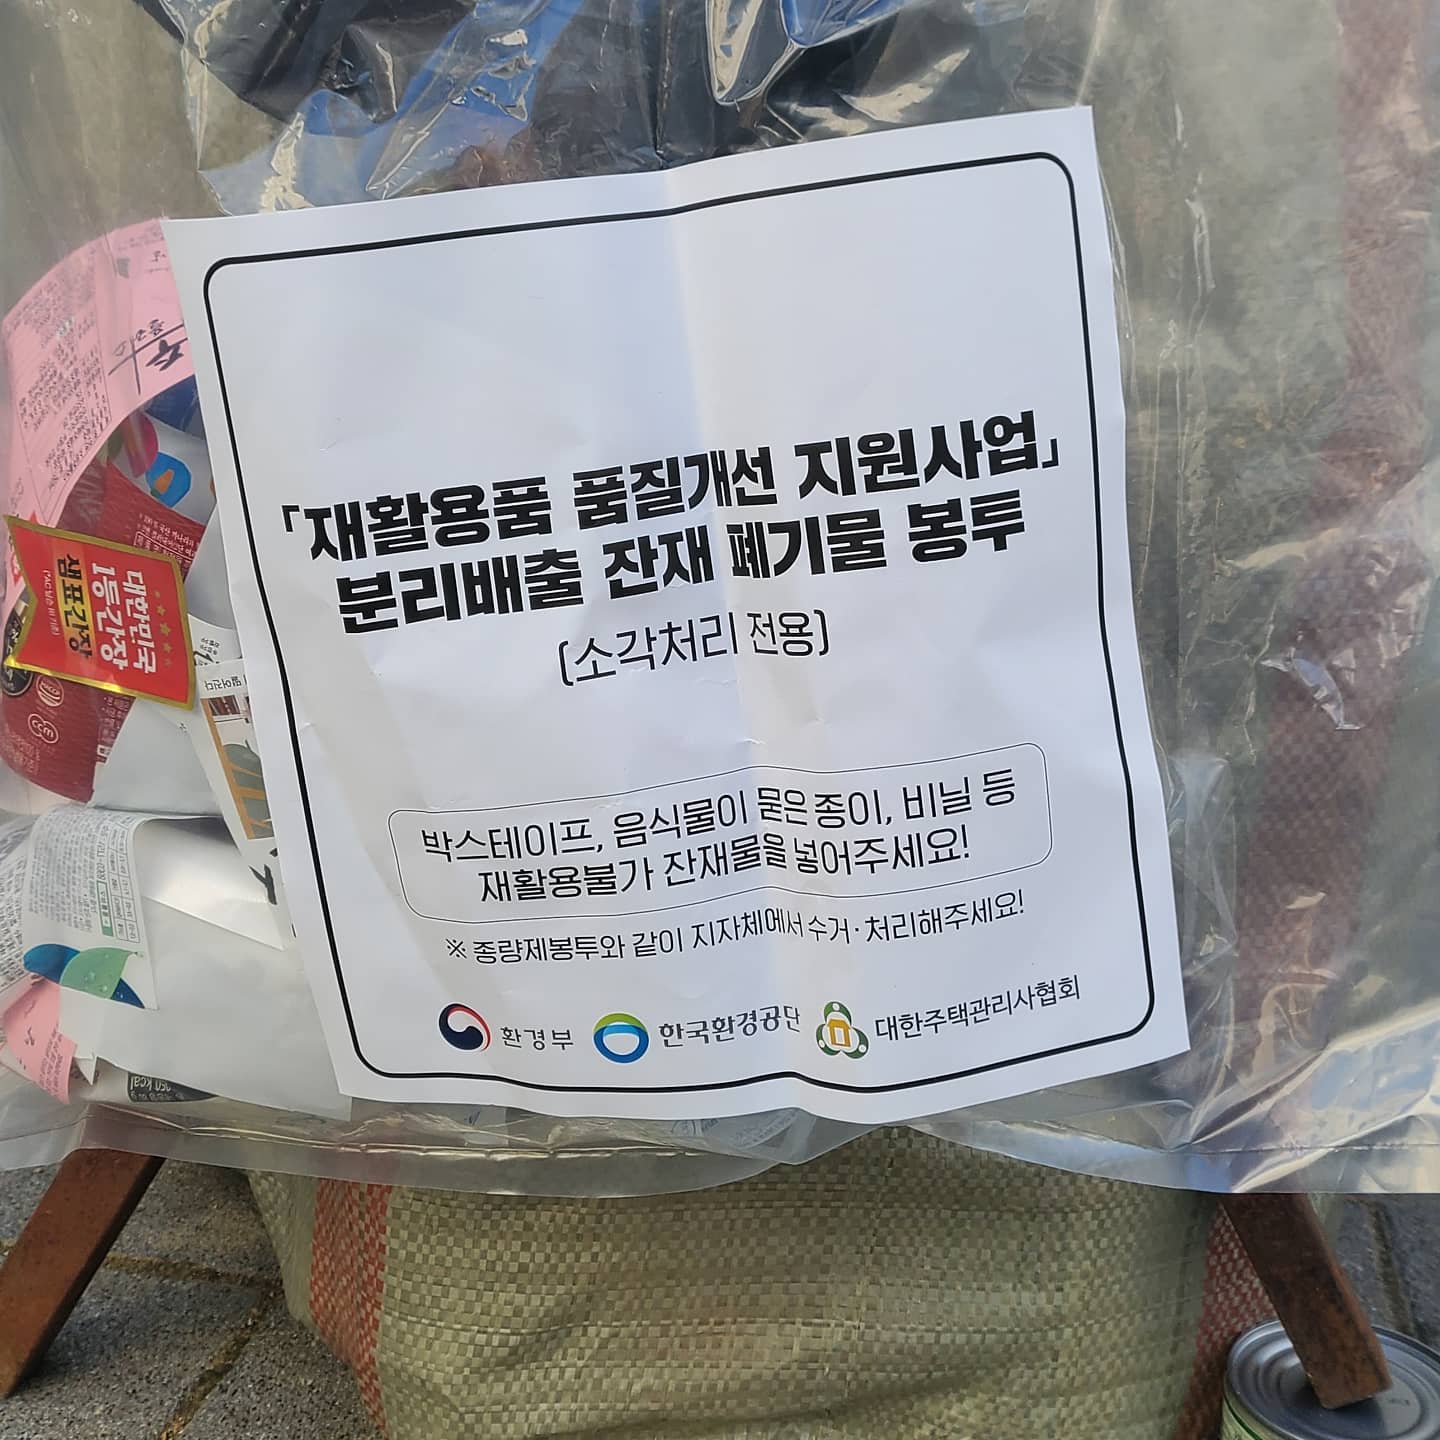 「재활용품 품질개선 지원사업」
분리배출 잔재 폐기물 봉투
(소각처리 전용)
박스테이프, 음식물이 묻은 종이, 비닐 등
재활용불가 잔재물을 넣어주세요!
※ 종량제봉투와 같이 지자체에서 수거·처리해주세요!
환경부 한국환경공단 대한주택관리사협회
대한민국
1등간장
샘표간장
350 kcal